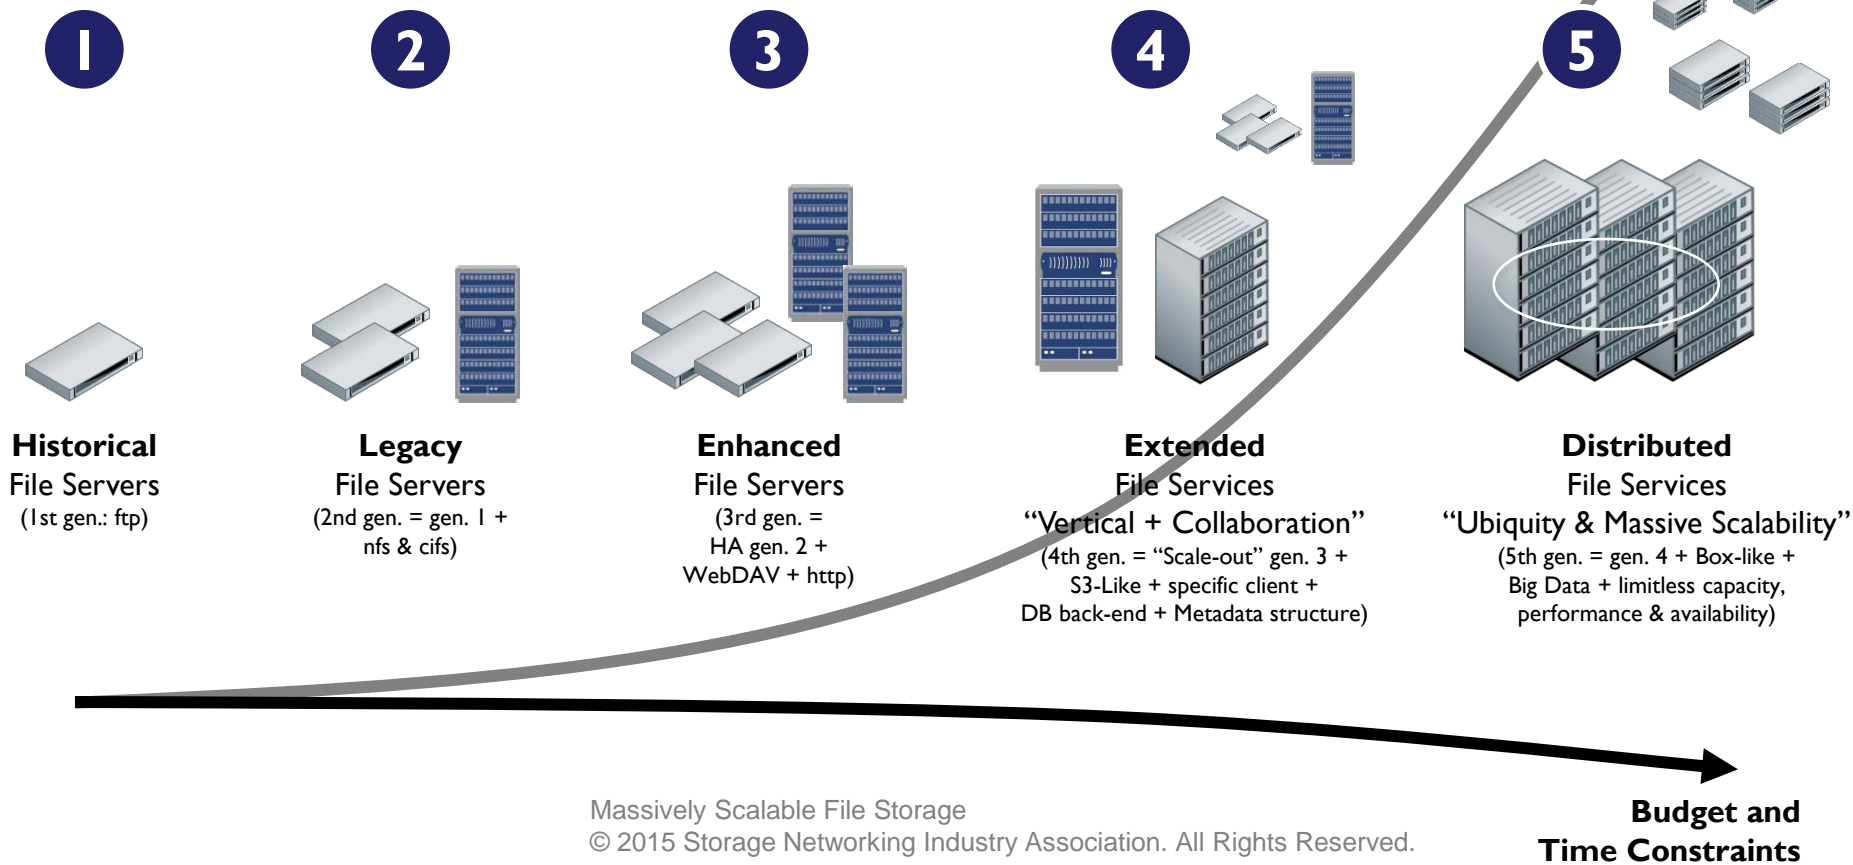 1
2
3
4
5
Historical
File Servers
(1st gen.: ftp)
Legacy
File Servers
(2nd gen. = gen. 1 +
nfs & cifs)
Enhanced
File Servers
(3rd gen. =
HA gen. 2 +
WebDAV + http)
Extended
File Services
“Vertical + Collaboration”
(4th gen. = “Scale-out” gen. 3 +
S3-Like + specific client +
DB back-end + Metadata structure)
Distributed
File Services
“Ubiquity & Massive Scalability”
(5th gen. = gen. 4 + Box-like +
Big Data + limitless capacity,
performance & availability)
Massively Scalable File Storage
© 2015 Storage Networking Industry Association. All Rights Reserved.
Budget and
Time Constraints